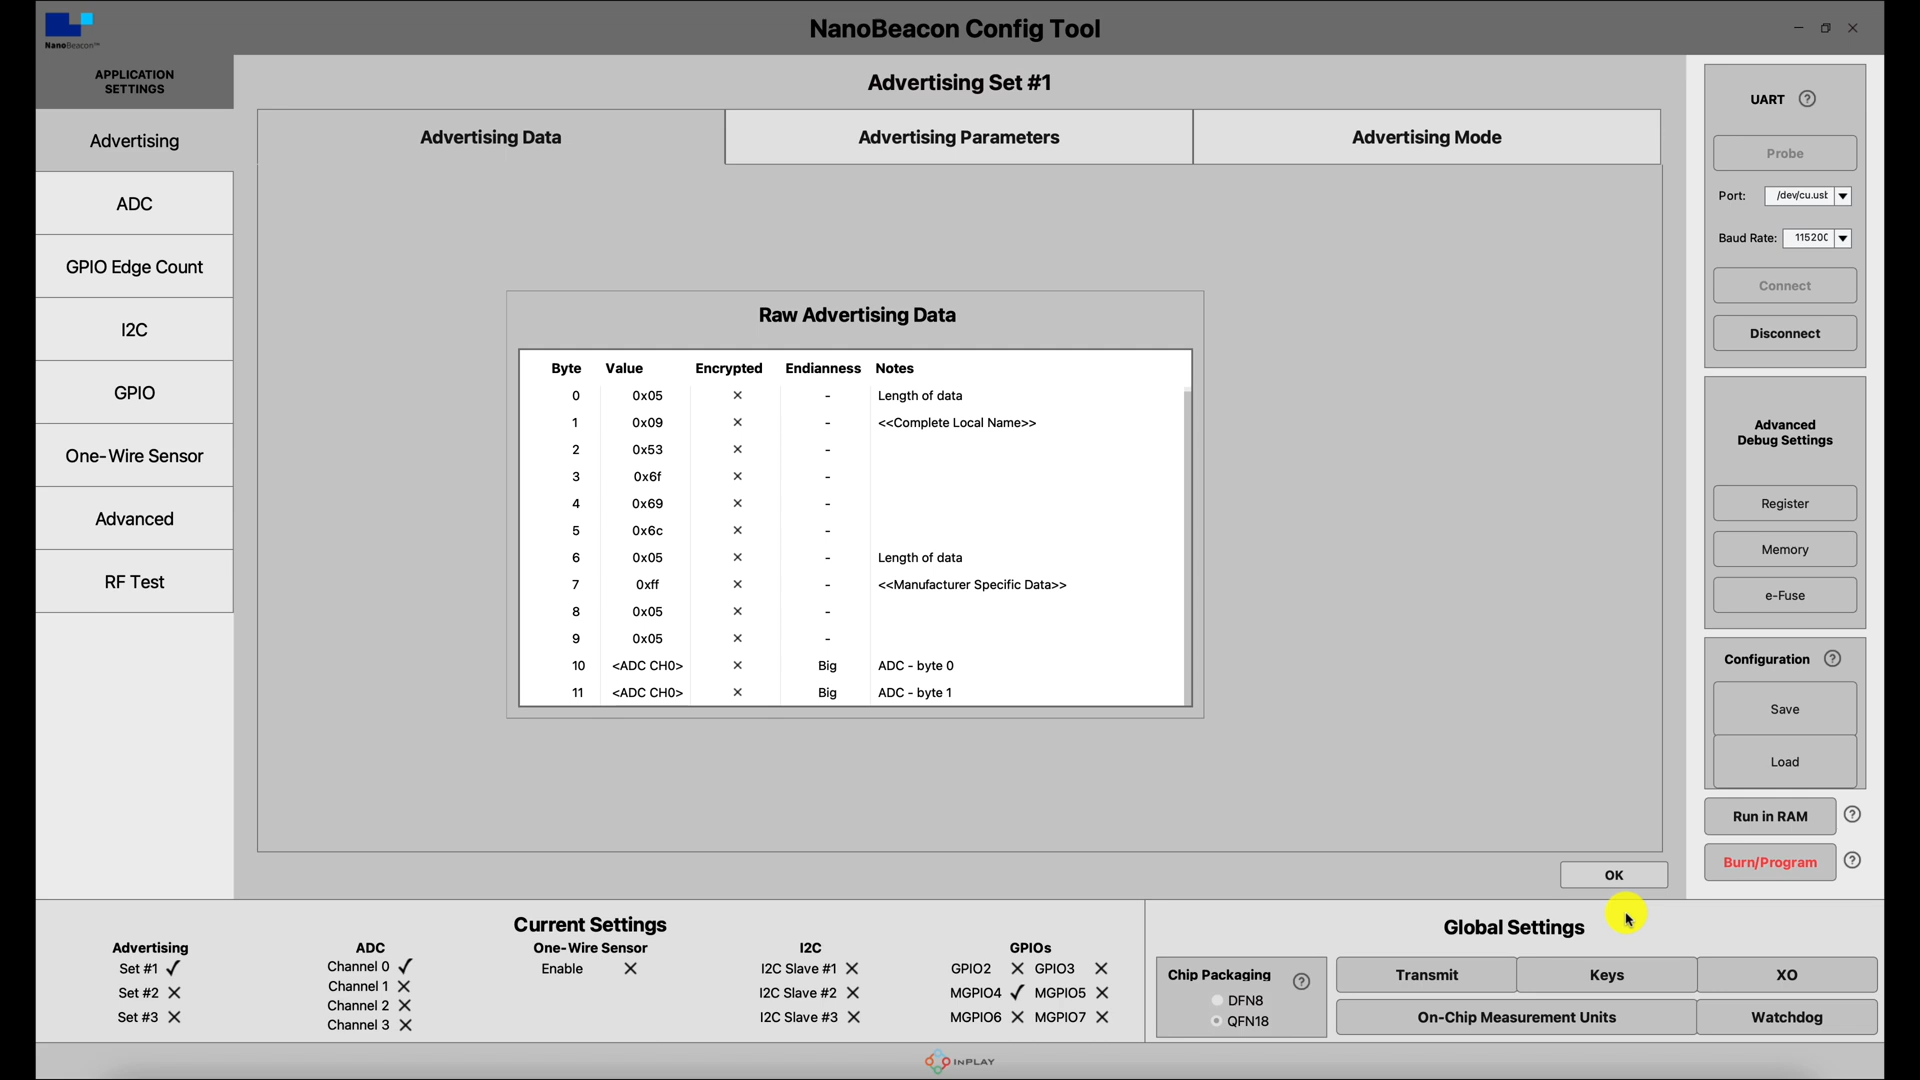 NanoBeacon Config Tool
NanoBeacon™
APPLICATION
SETTINGS
Advertising
ADC
GPIO Edge Count
I2C
GPIO
One-Wire Sensor
Advanced
RF Test
Advertising Set #1
Advertising Data
Advertising Parameters
Advertising Mode
Raw Advertising Data
Byte Value Encrypted Endianness Notes
0 0x05 × - Length of data
1 0x09 × - <<Complete Local Name>>
2 0x53 × -
3 0x6f × -
4 0x69 × -
5 0x6c × -
6 0x05 × - Length of data
7 0xff × - <<Manufacturer Specific Data>>
8 0x05 × -
9 0x05 × -
10 <ADC CH0> × Big ADC - byte 0
11 <ADC CH0> × Big ADC - byte 1
OK
UART ?
Probe
Port: /dev/cu.ust
Baud Rate: 11520C
Connect
Disconnect
Advanced
Debug Settings
Register
Memory
e-Fuse
Configuration ?
Save
Load
Run in RAM ?
Burn/Program ?
Current Settings
Advertising
Set #1 ✓
Set #2 ✕
Set #3 ✕
ADC
Channel 0 ✓
Channel 1 ✕
Channel 2 ✕
Channel 3 ✕
One-Wire Sensor
Enable ✕
I2C
I2C Slave #1 ✕
I2C Slave #2 ✕
I2C Slave #3 ✕
GPIOs
GPIO2 ✕ GPIO3 ✕
MGPIO4 ✓ MGPIO5 ✕
MGPIO6 ✕ MGPIO7 ✕
Global Settings
Chip Packaging ?
DFN8
QFN18
Transmit
Keys
XO
On-Chip Measurement Units
Watchdog
INPLAY